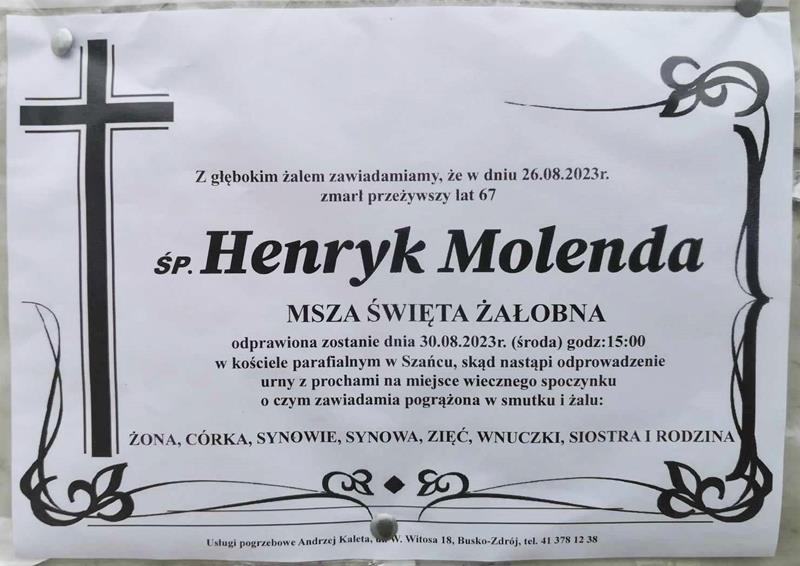 Z głębokim żalem zawiadamiamy, że w dniu 26.08.2023r.
zmarł przeżywszy lat 67
ŚP. Henryk Molenda
MSZA ŚWIĘTA ŻAŁOBNA
odprawiona zostanie dnia 30.08.2023r. (środa) godz:15:00
w kościele parafialnym w Szańcu, skąd nastąpi odprowadzenie
urny z prochami na miejsce wiecznego spoczynku
o czym zawiadamia pogrążona w smutku i żalu:
ŻONA, CÓRKA, SYNOWIE, SYNOWA, ZIĘĆ, WNUCZKI, SIOSTRA I RODZINA
Usługi pogrzebowe Andrzej Kaleta, W. Witosa 18, Busko-Zdrój, tel. 41 378 12 38